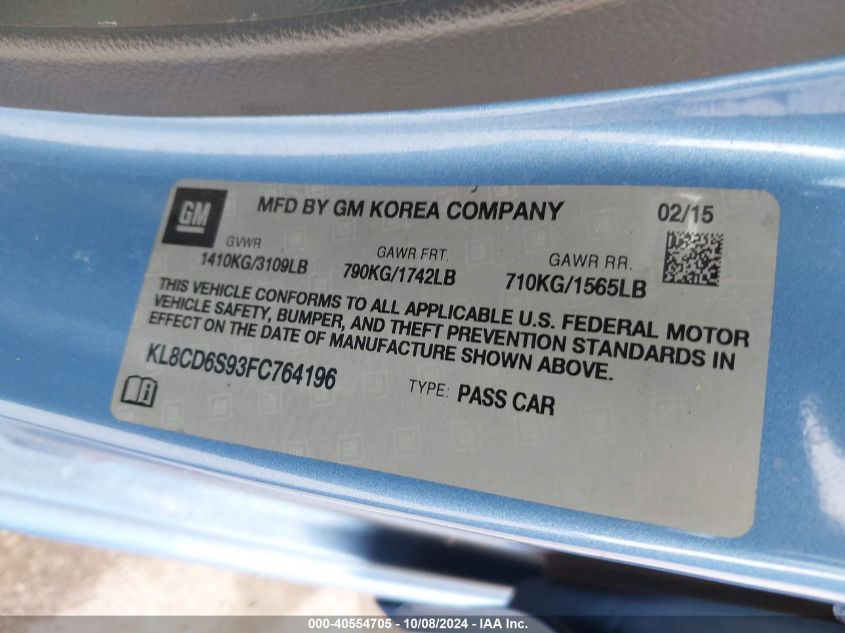 GM
MFD BY GM KOREA COMPANY
02/15
GVWR
1410KG/3109LB
GAWR FRT.
790KG/1742LB
GAWR RR.
710KG/1565LB
THIS VEHICLE CONFORMS TO ALL APPLICABLE U.S. FEDERAL MOTOR
VEHICLE SAFETY, BUMPER, AND THEFT PREVENTION STANDARDS IN
EFFECT ON THE DATE OF MANUFACTURE SHOWN ABOVE.
KL8CD6S93FC764196
TYPE: PASS CAR
000-40554705 - 10/08/2024 - IAA Inc.